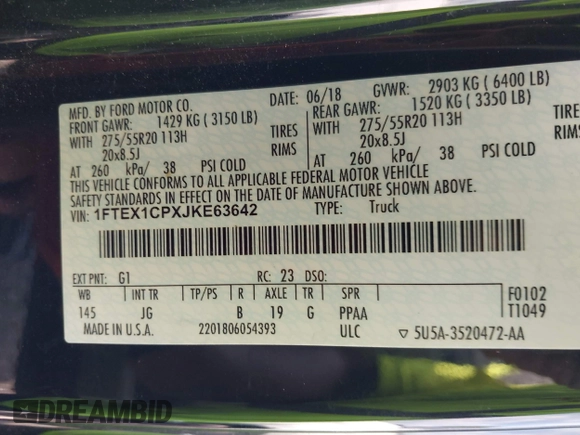 MFD. BY FORD MOTOR CO.
DATE: 06/18 GVWR: 2903 KG ( 6400 LB)
FRONT GAWR: 1429 KG ( 3150 LB) REAR GAWR: 1520 KG ( 3350 LB)
WITH 275/55R20 113H TIRES WITH 275/55R20 113H TIRES
20x8.5J RIMS 20x8.5J RIMS
AT 260 kPa/ 38 PSI COLD AT 260 kPa/ 38 PSI COLD
THIS VEHICLE CONFORMS TO ALL APPLICABLE FEDERAL MOTOR VEHICLE
SAFETY STANDARDS IN EFFECT ON THE DATE OF MANUFACTURE SHOWN ABOVE.
VIN: 1FTEX1CPXJKE63642 TYPE: Truck
EXT PNT: G1 RC: 23 DSO:
WB INT TR TP/PS R AXLE TR SPR F0102
145 JG B 19 G PPAA T1049
MADE IN U.S.A. 2201806054393 ULC ▽ 5U5A-3520472-AA
DREAMBID